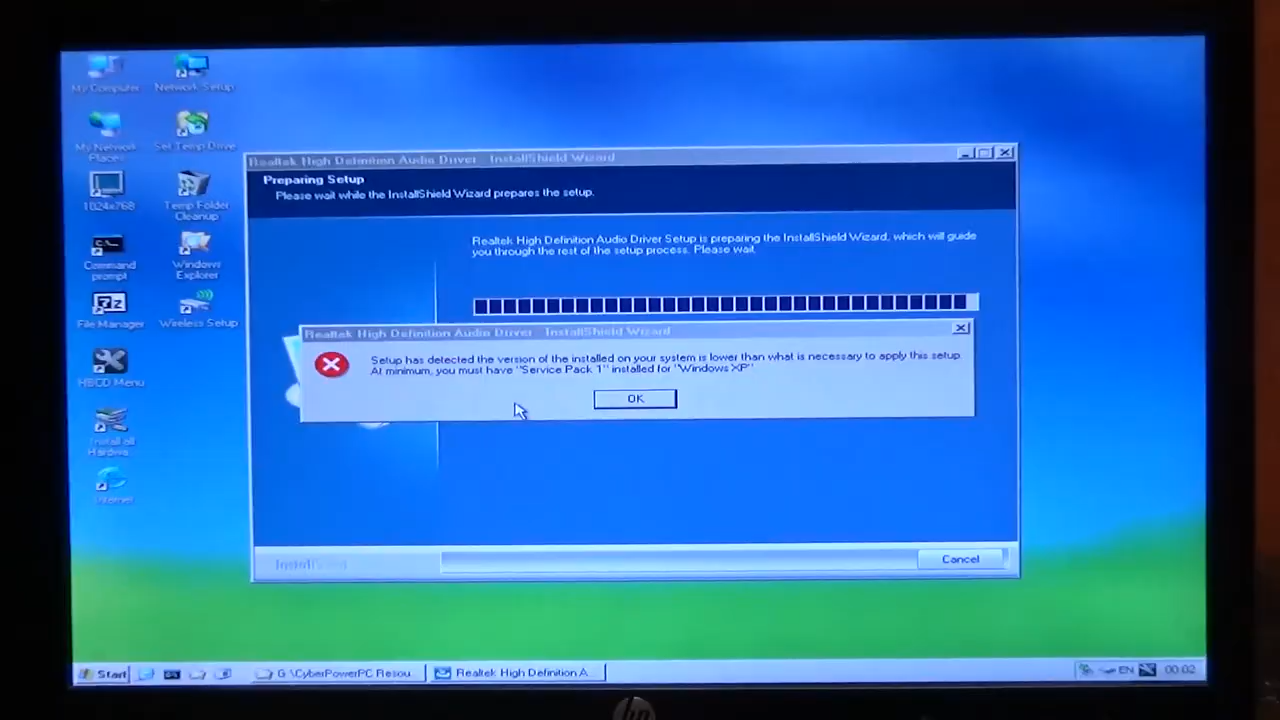 My Computer
Network Setup
My Network
Places
Set Temp Drive
1024x768
Temp Folder
Cleanup
Command
prompt
Windows
Explorer
File Manager
Wireless Setup
HBCD Menu
Install all
Hardwa...
Internet
Realtek High Definition Audio Driver - InstallShield Wizard
Preparing Setup
Please wait while the InstallShield Wizard prepares the setup.
Realtek High Definition Audio Driver Setup is preparing the InstallShield Wizard, which will guide
you through the rest of the setup process. Please wait.
Realtek High Definition Audio Driver - InstallShield Wizard
Setup has detected the version of the installed on your system is lower than what is necessary to apply this setup.
At minimum, you must have "Service Pack 1" installed for "Windows XP"
OK
InstallShield
Cancel
Start
G:\CyberPowerPC Resou...
Realtek High Definition A...
EN
00:02
hp